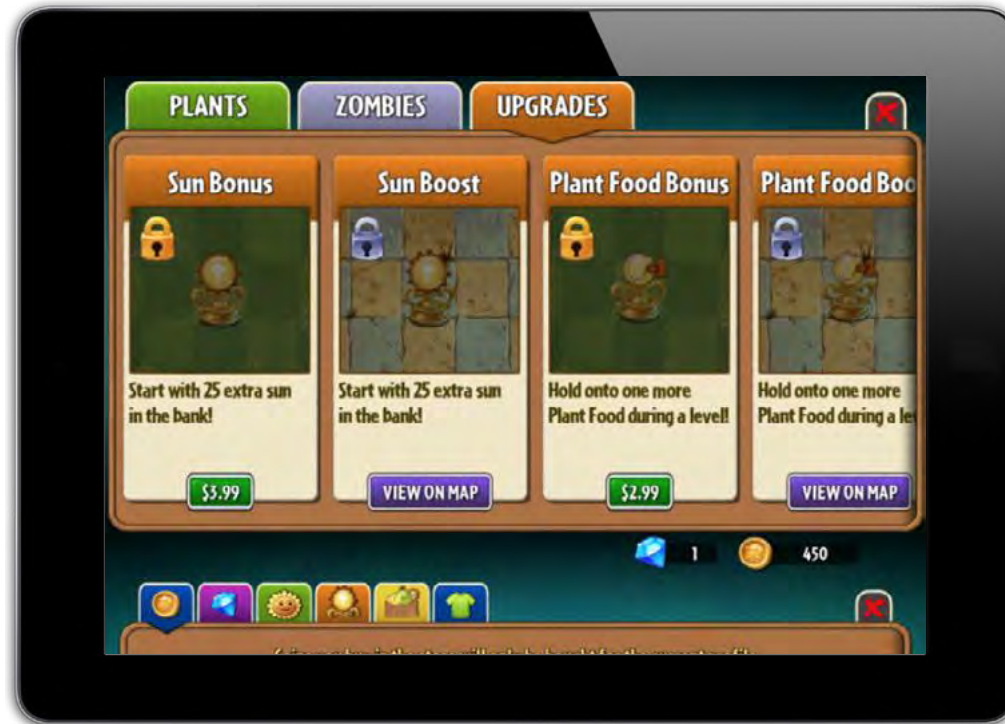 PLANTS
ZOMBIES
UPGRADES
Sun Bonus
Sun Boost
Plant Food Bonus
Plant Food Boo
Start with 25 extra sun
in the bank!
Start with 25 extra sun
in the bank!
Hold onto one more
Plant Food during a level!
Hold onto one more
Plant Food during a le
$3.99
VIEW ON MAP
$2.99
VIEW ON MAP
1
450